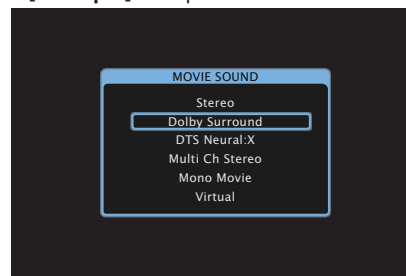 MOVIE SOUND
Stereo
Dolby Surround
DTS Neural:X
Multi Ch Stereo
Mono Movie
Virtual